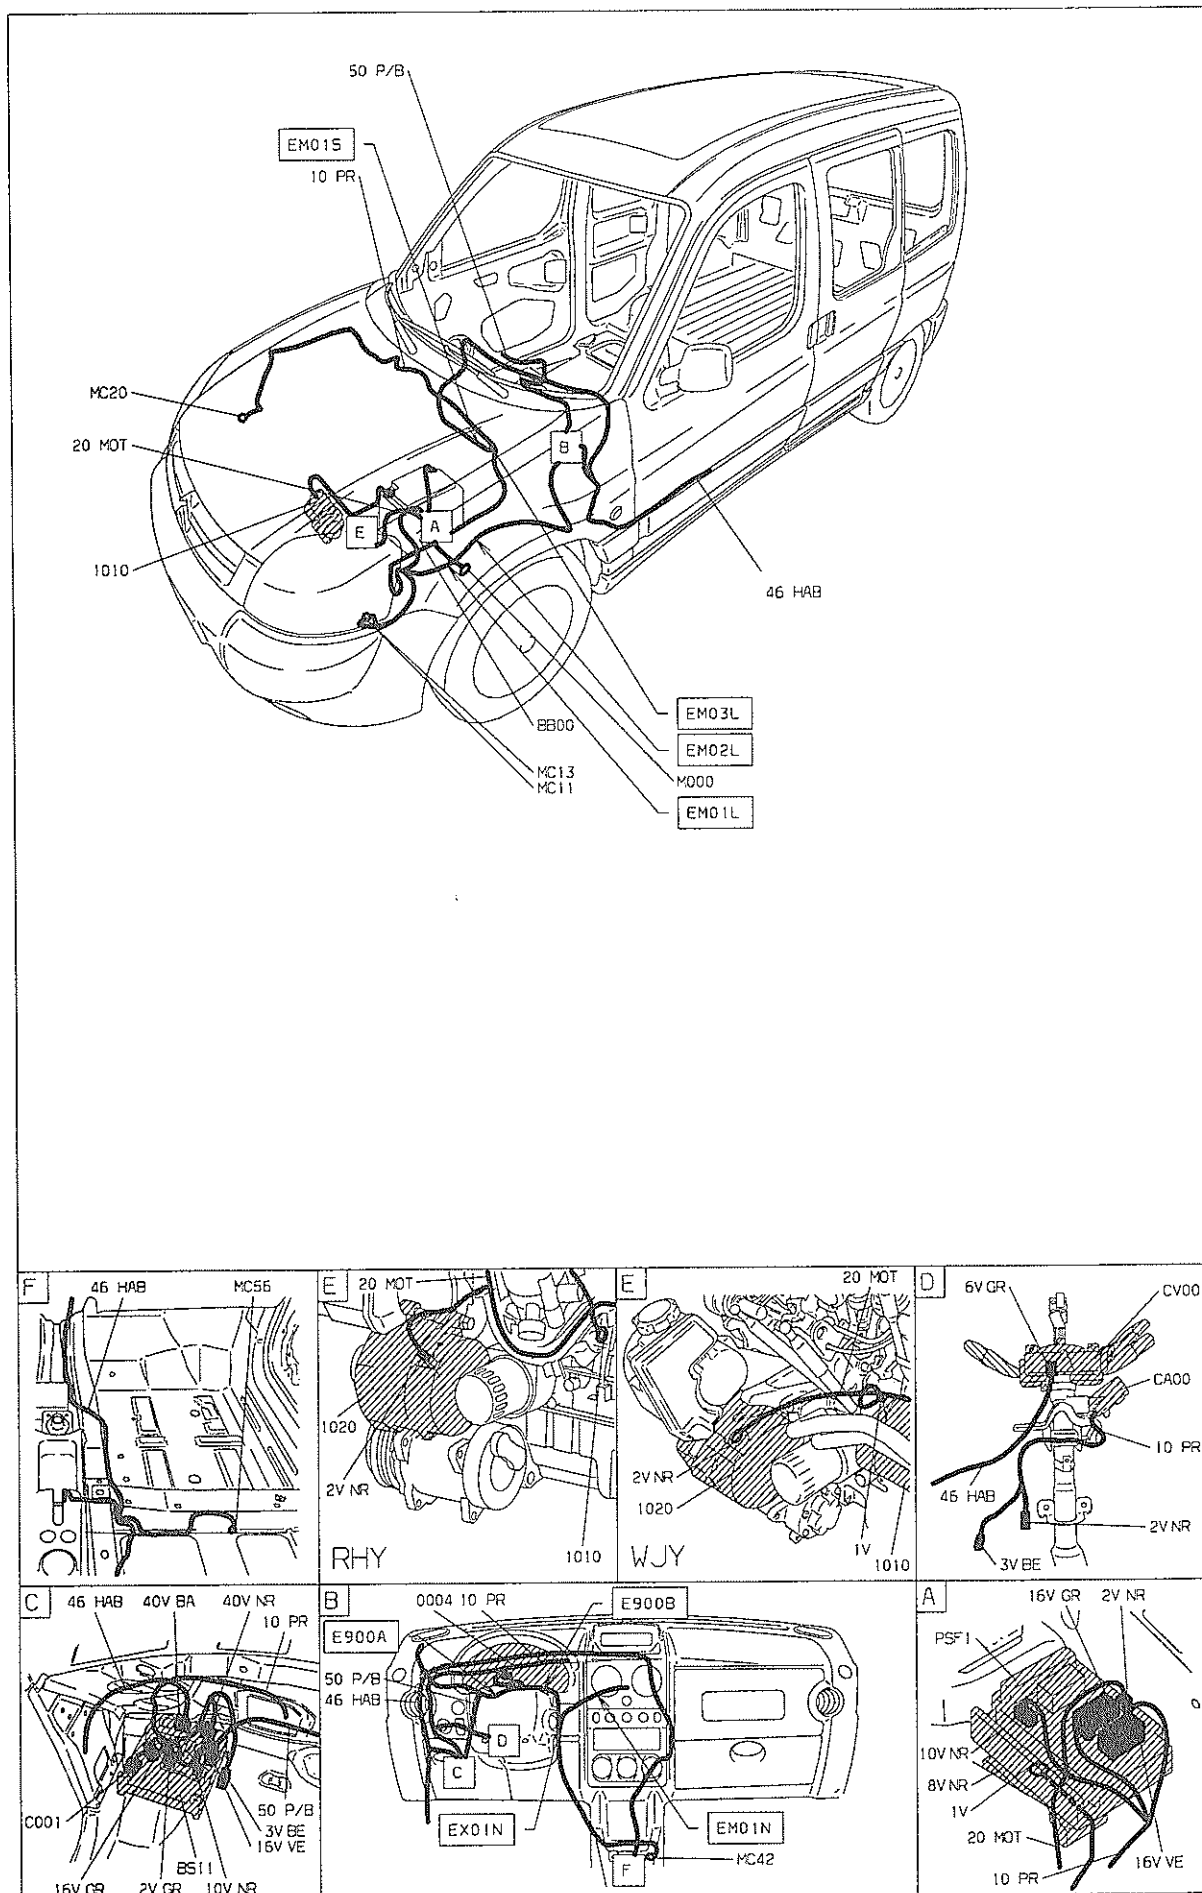 50 P/B
EM01S
10 PR
MC20
20 MOT
B
E
A
1010
46 HAB
EM03L
BB00
EM02L
MC13
M000
MC11
EM01L
F
46 HAB
MC56
E
20 MOT
1020
2V NR
RHY
1010
E
20 MOT
2V NR
1020
WJY
1V
1010
D
6V GR
CV00
CA00
10 PR
46 HAB
2V NR
3V BE
C
46 HAB
40V BA
40V NR
10 PR
C001
50 P/B
3V BE
16V VE
BSI1
16V GR
2V GR
10V NR
B
0004
10 PR
E900B
E900A
50 P/B
46 HAB
D
C
EX01N
EM01N
MC42
F
A
16V GR
2V NR
PSF1
10V NR
8V NR
1V
20 MOT
10 PR
16V VE